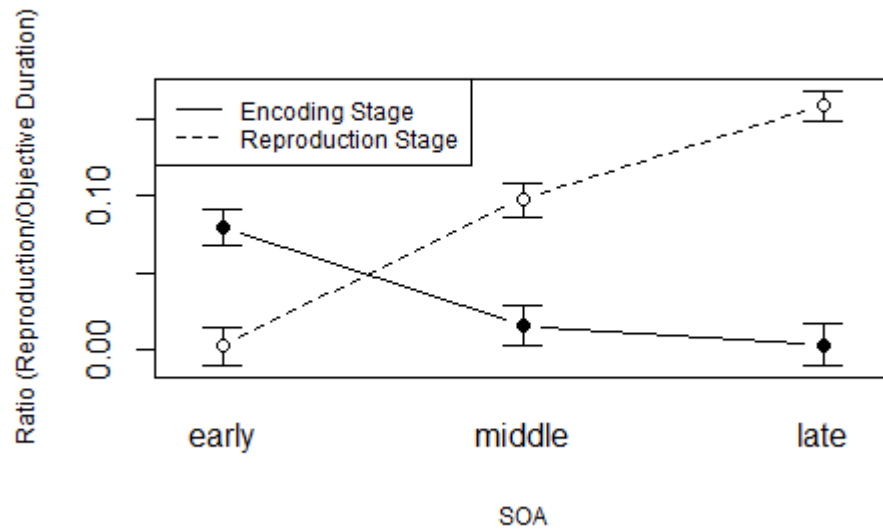 Ratio (Reproduction/Objective Duration)
0.10
0.00
Encoding Stage
Reproduction Stage
early middle late
SOA